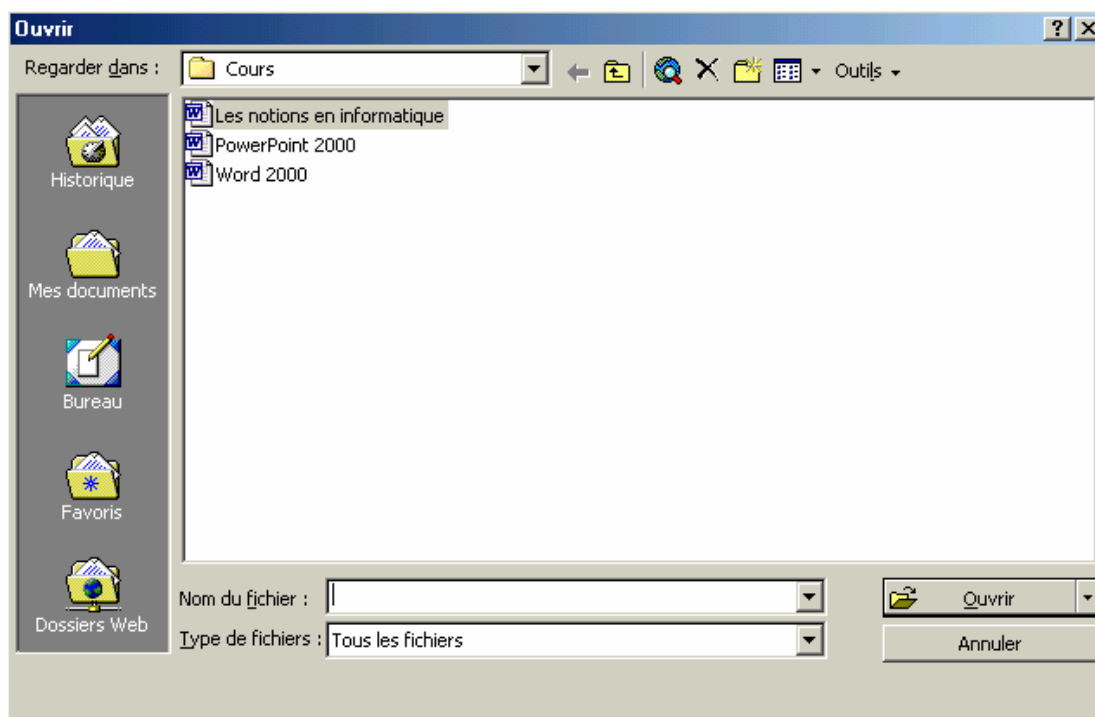 Ouvrir
Regarder dans : Cours Outils
Les notions en informatique
PowerPoint 2000
Word 2000
Historique
Mes documents
Bureau
Favoris
Dossiers Web
Nom du fichier : Ouvrir
Type de fichiers : Tous les fichiers Annuler